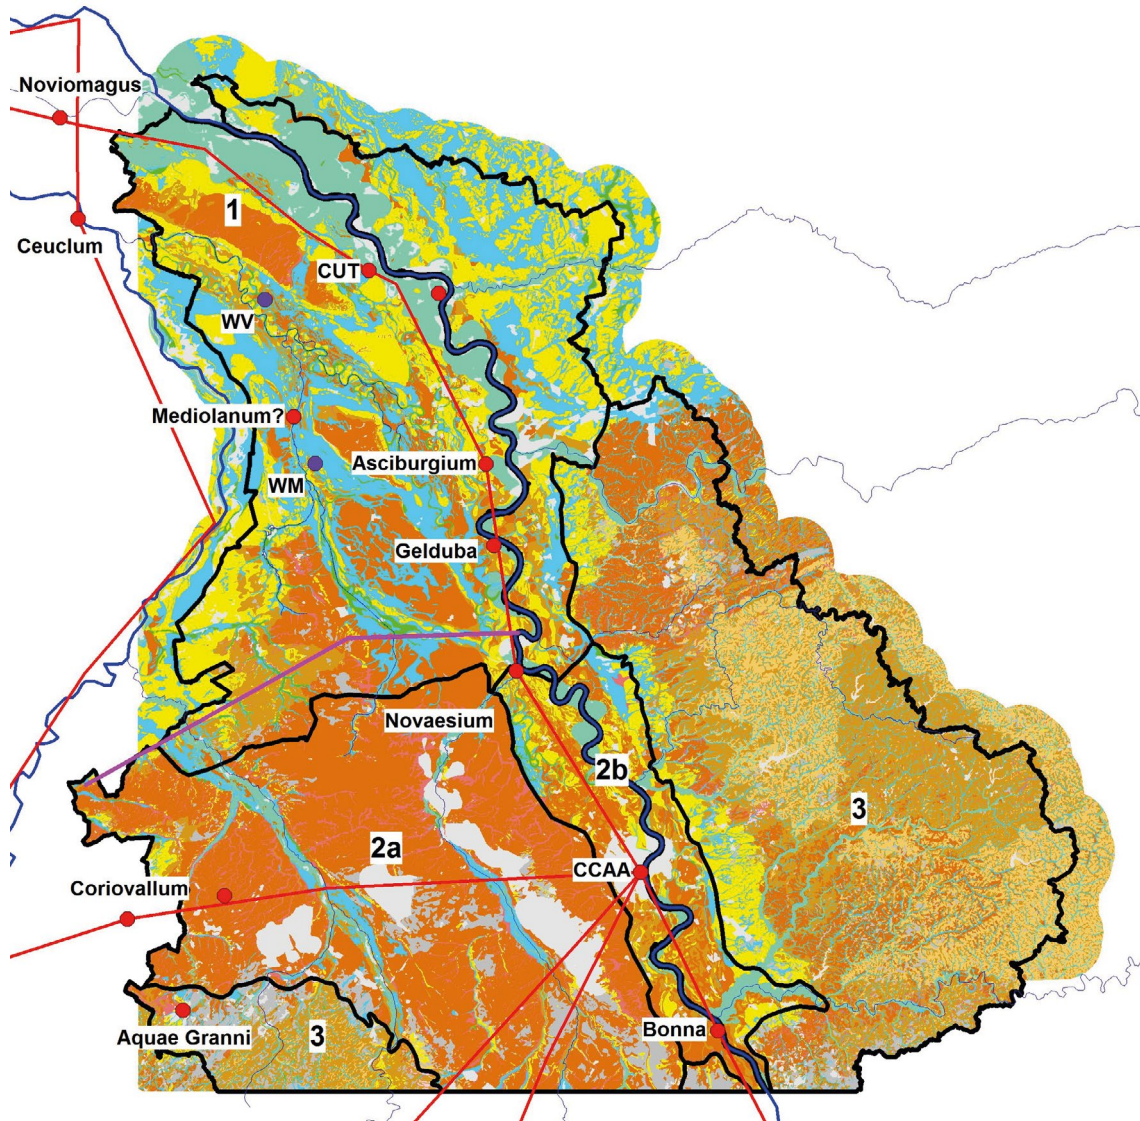 Noviomagus
1
Ceuclum
CUT
WV
Mediolanum?
Asciburgium
WM
Gelduba
Novaesium
2b
3
2a
CCAA
Coriovallum
Bonna
Aquae Granni
3